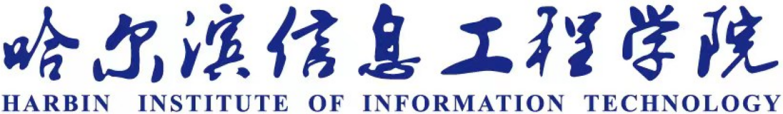 哈尔滨信息工程学院
HARBIN INSTITUTE OF INFORMATION TECHNOLOGY